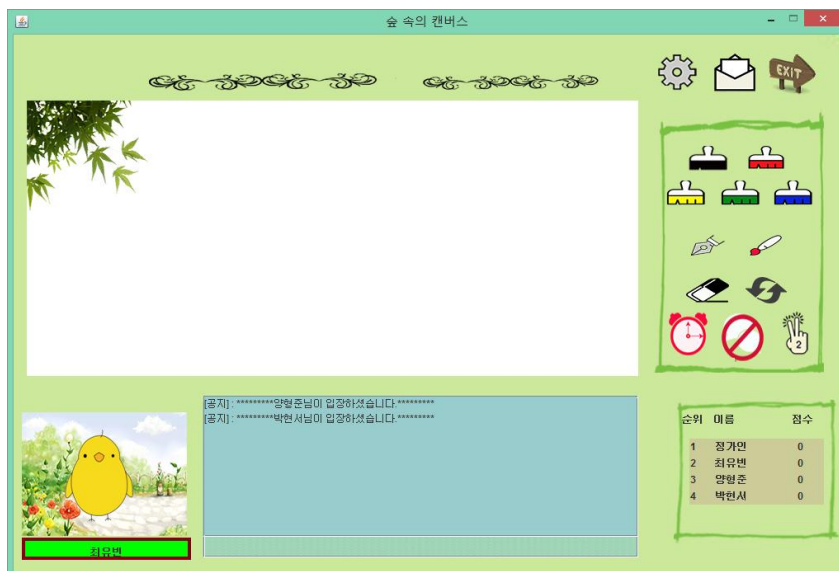 숲 속의 캔버스
EXIT
2
[공지] : *********양형준님이 입장하셨습니다.*********
[공지] : *********박현서님이 입장하셨습니다.*********
순위 이름 점수
1 정가인 0
2 최유빈 0
3 양형준 0
4 박현서 0
최유빈